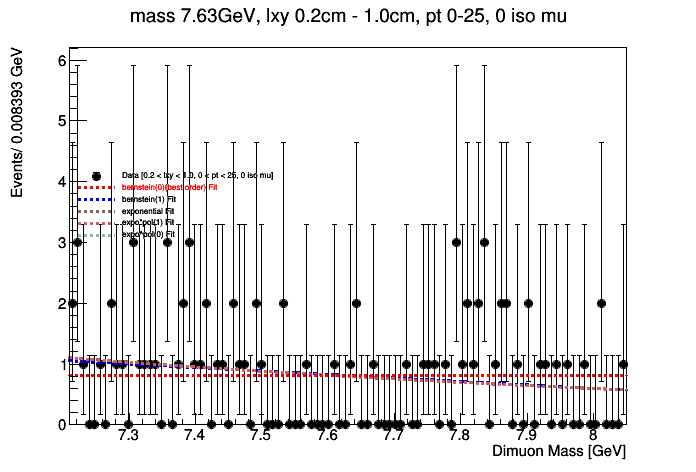 mass 7.63GeV, lxy 0.2cm - 1.0cm, pt 0-25, 0 iso mu
Events/ 0.008393 GeV
6
5
4
3
2
1
0
Data [0.2 < lxy < 1.0, 0 < pt < 25, 0 iso mu]
bernstein(0)(best order) Fit
bernstein(1) Fit
exponential Fit
expo*pol(1) Fit
expo*pol(0) Fit
7.3 7.4 7.5 7.6 7.7 7.8 7.9 8
Dimuon Mass [GeV]